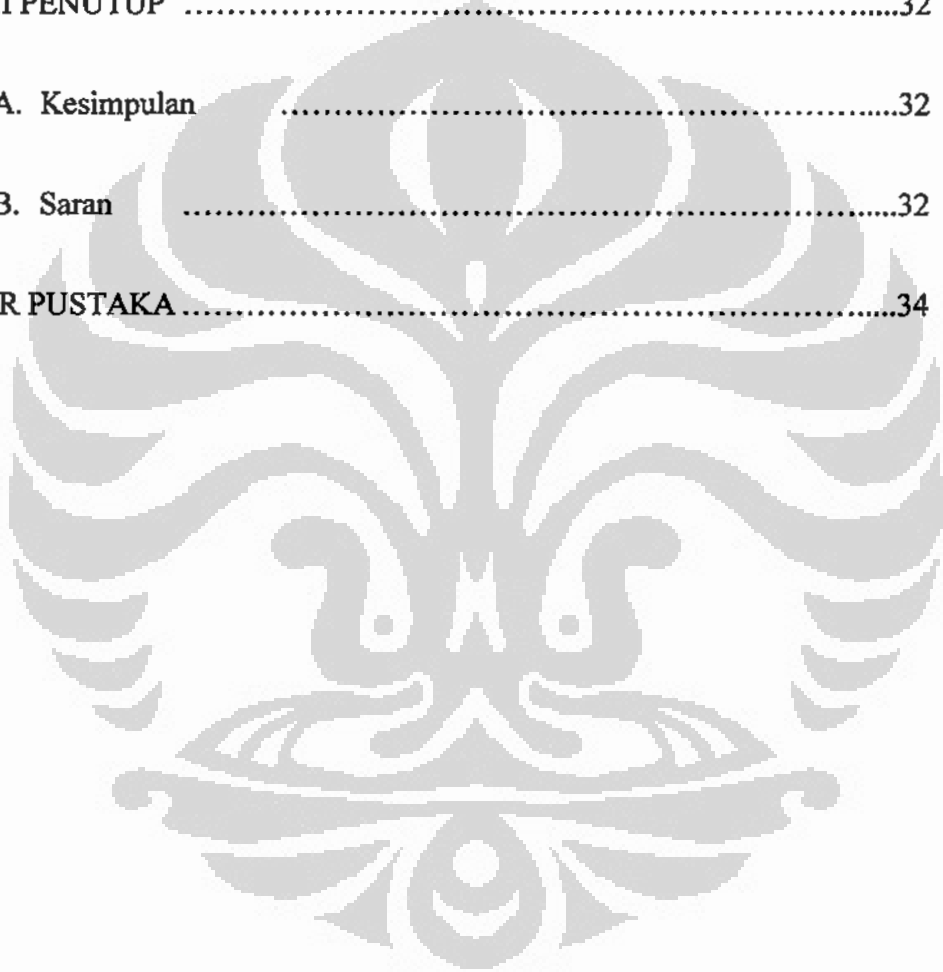 I PENUTUP ........................................................................32
A. Kesimpulan ..............................................................32
B. Saran ........................................................................32
R PUSTAKA ........................................................................34